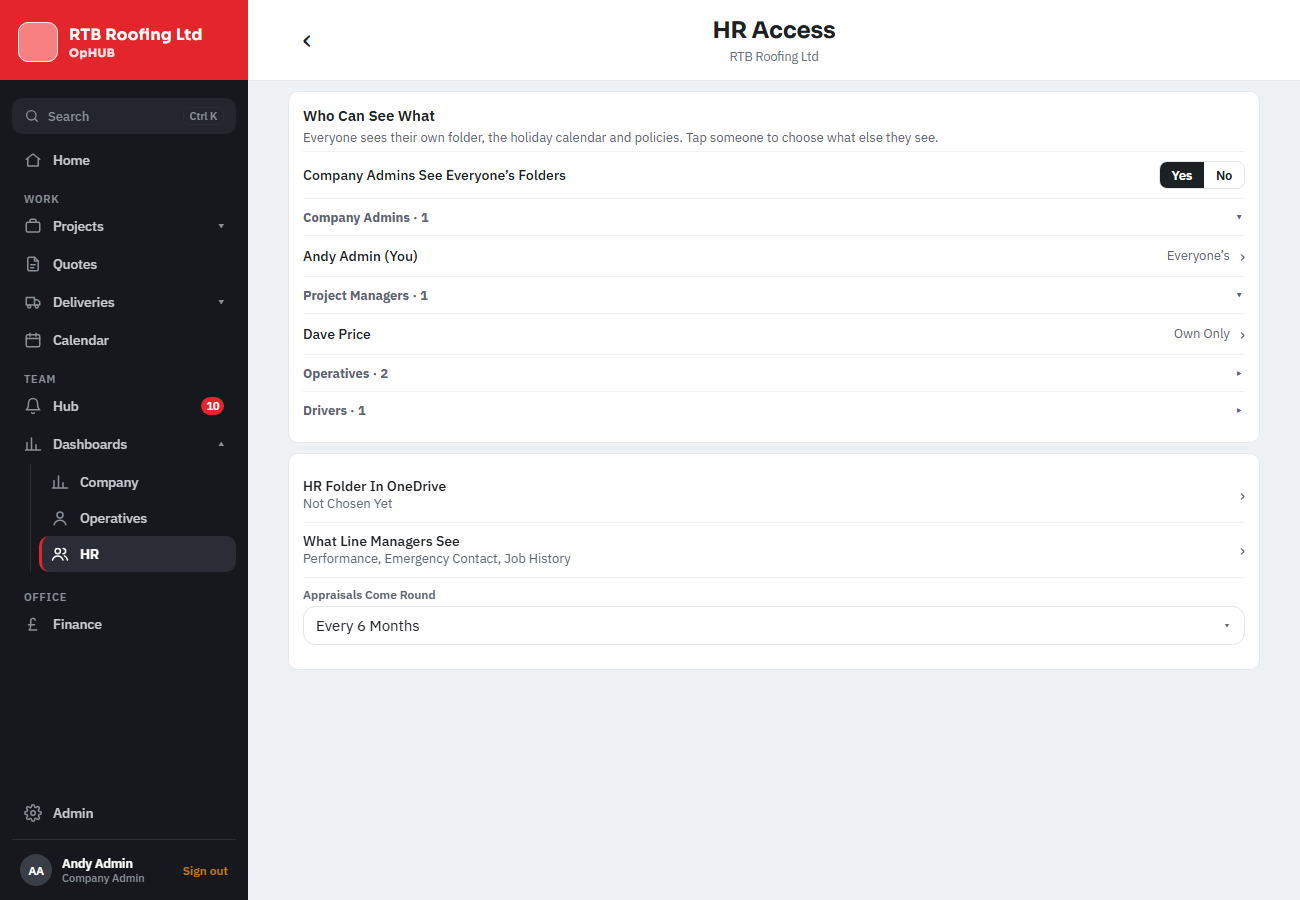 RTB Roofing Ltd
OpHUB
Search
Ctrl K
Home
WORK
Projects
Quotes
Deliveries
Calendar
TEAM
Hub
10
Dashboards
Company
Operatives
HR
OFFICE
Finance
Admin
AA
Andy Admin
Company Admin
Sign out
HR Access
RTB Roofing Ltd
Who Can See What
Everyone sees their own folder, the holiday calendar and policies. Tap someone to choose what else they see.
Company Admins See Everyone’s Folders
Yes
No
Company Admins · 1
Andy Admin (You)
Everyone’s
Project Managers · 1
Dave Price
Own Only
Operatives · 2
Drivers · 1
HR Folder In OneDrive
Not Chosen Yet
What Line Managers See
Performance, Emergency Contact, Job History
Appraisals Come Round
Every 6 Months